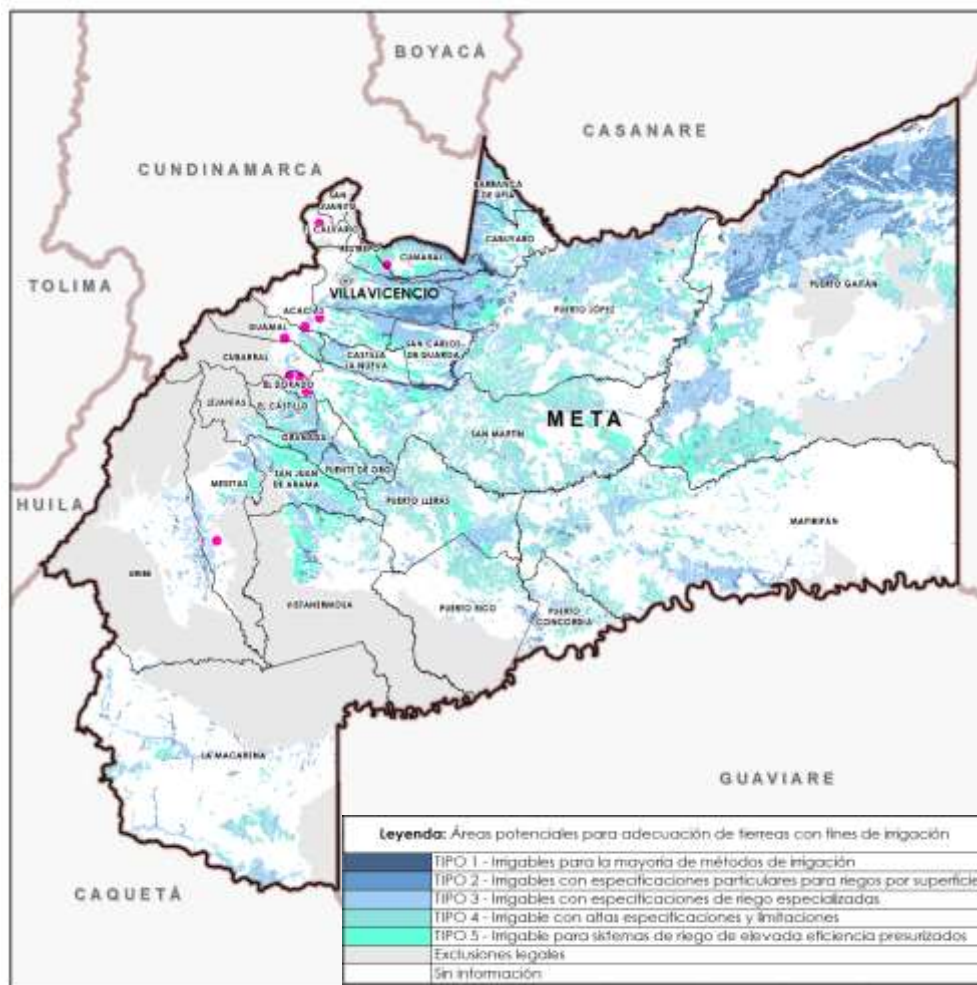 BOYACÁ
CASANARE
CUNDINAMARCA
SAN
JUANITO
CALVARIO
BARRANCA
DE UPÍA
CABUYARO
CUMARAL
TOLIMA
VILLAVICENCIO
PUERTO GAITÁN
PUERTO LÓPEZ
ACACÍAS
GUAMAL
SAN CARLOS
DE GUAROA
CASTILLA
LA NUEVA
CUBARRAL
EL DORADO
LEJANÍAS
EL CASTILLO
META
SAN MARTÍN
GRANADA
FUENTE DE ORO
SAN JUAN
DE ARAMA
MESETAS
HUILA
PUERTO LLERAS
MAPIRIPÁN
URIBE
VISTAHERMOSA
PUERTO RICO
PUERTO
CONCORDIA
LA MACARENA
GUAVIARE
CAQUETÁ
Leyenda: Áreas potenciales para adecuación de tierreas con fines de irrigación
TIPO 1 - Irrigables para la mayoría de métodos de irrigación
TIPO 2 - Irrigables con especificaciones particulares para riegos por superficie
TIPO 3 - Irrigables con especificaciones de riego especializadas
TIPO 4 - Irrigable con altas especificaciones y limitaciones
TIPO 5 - Irrigable para sistemas de riego de elevada eficiencia presurizados
Exclusiones legales
Sin información